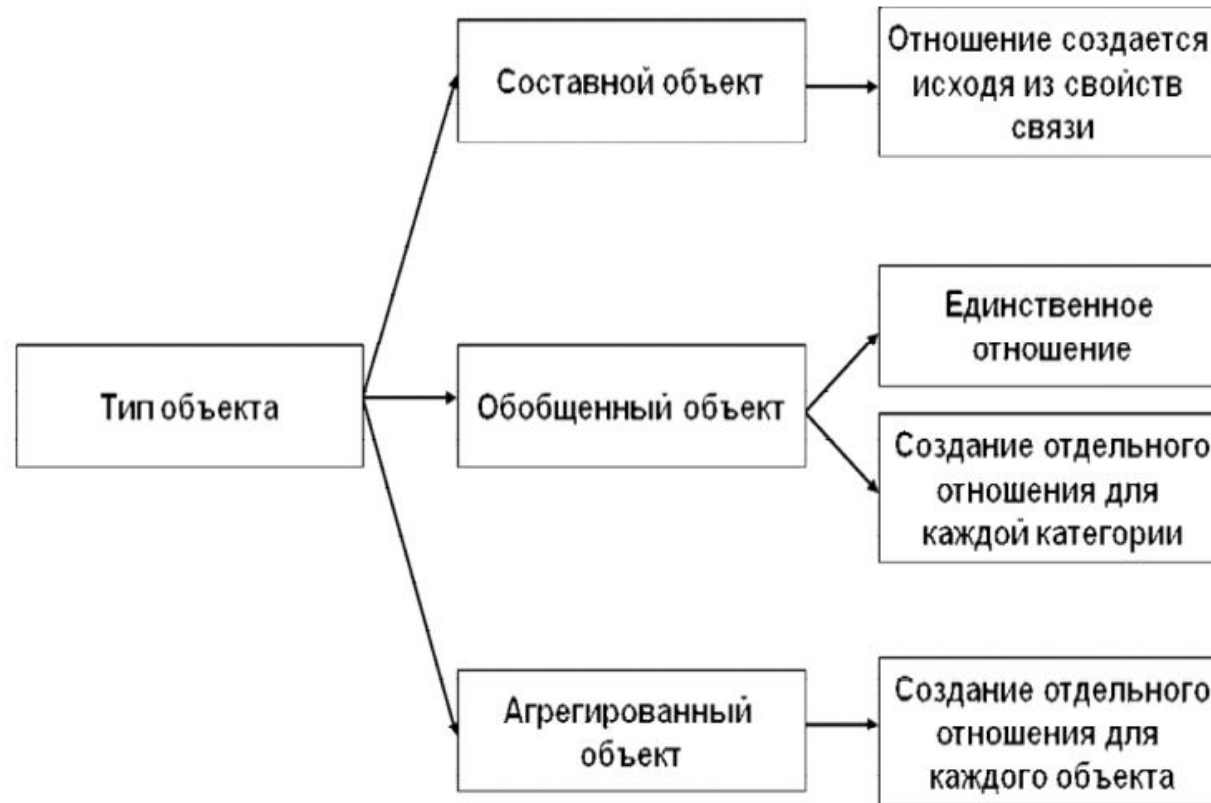 Тип объекта
Составной объект
Отношение создается
исходя из свойств
связи
Обобщенный объект
Единственное
отношение
Создание отдельного
отношения для
каждой категории
Агрегированный
объект
Создание отдельного
отношения для
каждого объекта